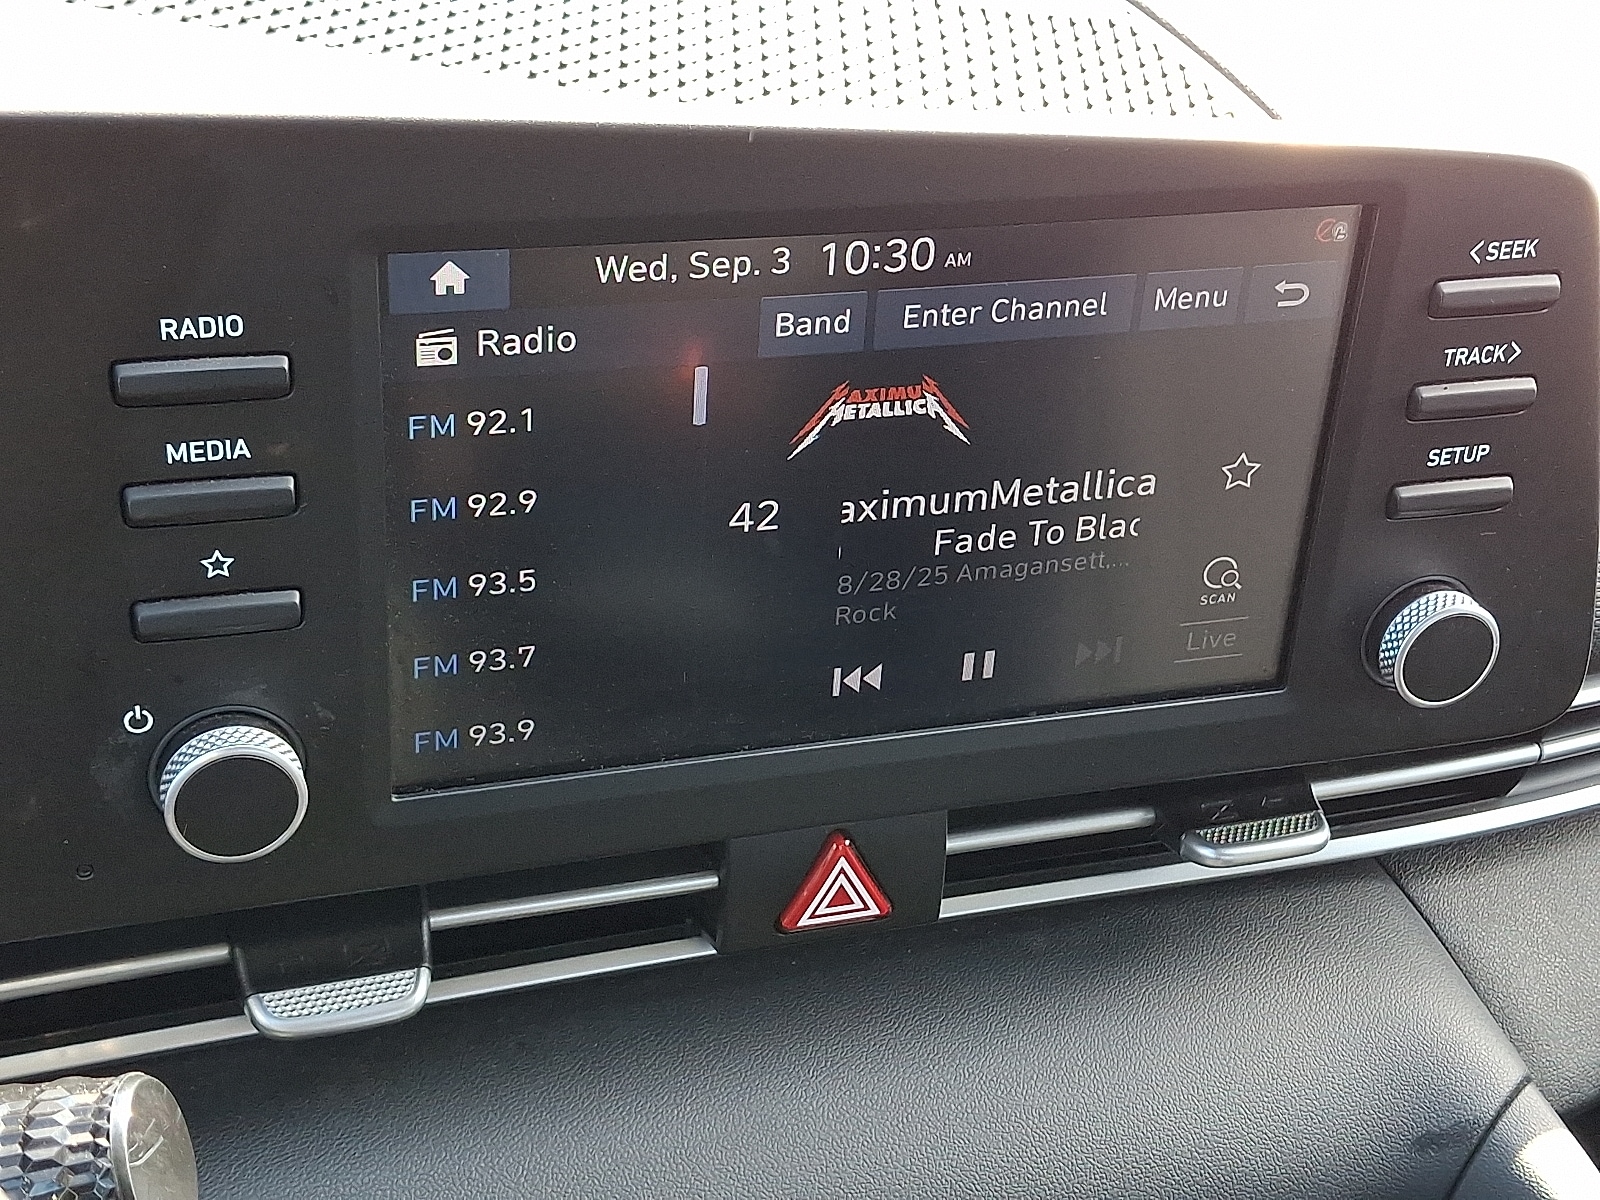 Wed, Sep. 3 10:30 AM
Radio
Band
Enter Channel
Menu
FM 92.1
FM 92.9
FM 93.5
FM 93.7
FM 93.9
MAXIMUM
METALLICA
42
aximumMetallica
Fade To Blac
8/28/25 Amagansett,...
Rock
SCAN
Live
RADIO
MEDIA
<SEEK
TRACK>
SETUP